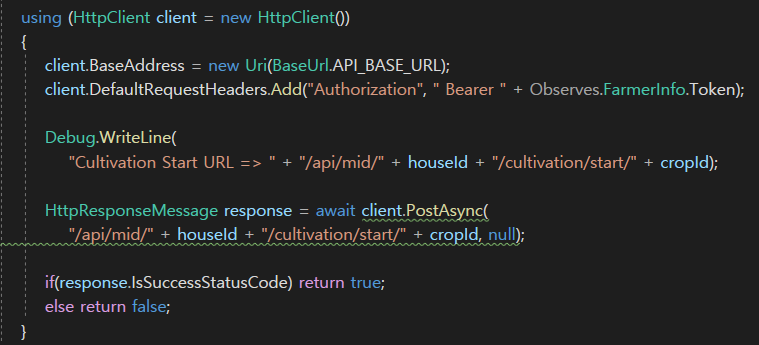 using (HttpClient client = new HttpClient())
{
client.BaseAddress = new Uri(BaseUrl.API_BASE_URL);
client.DefaultRequestHeaders.Add("Authorization", " Bearer " + Observes.FarmerInfo.Token);
Debug.WriteLine(
"Cultivation Start URL => " + "/api/mid/" + houseId + "/cultivation/start/" + cropId);
HttpResponseMessage response = await client.PostAsync(
"/api/mid/" + houseId + "/cultivation/start/" + cropId, null);
if(response.IsSuccessStatusCode) return true;
else return false;
}